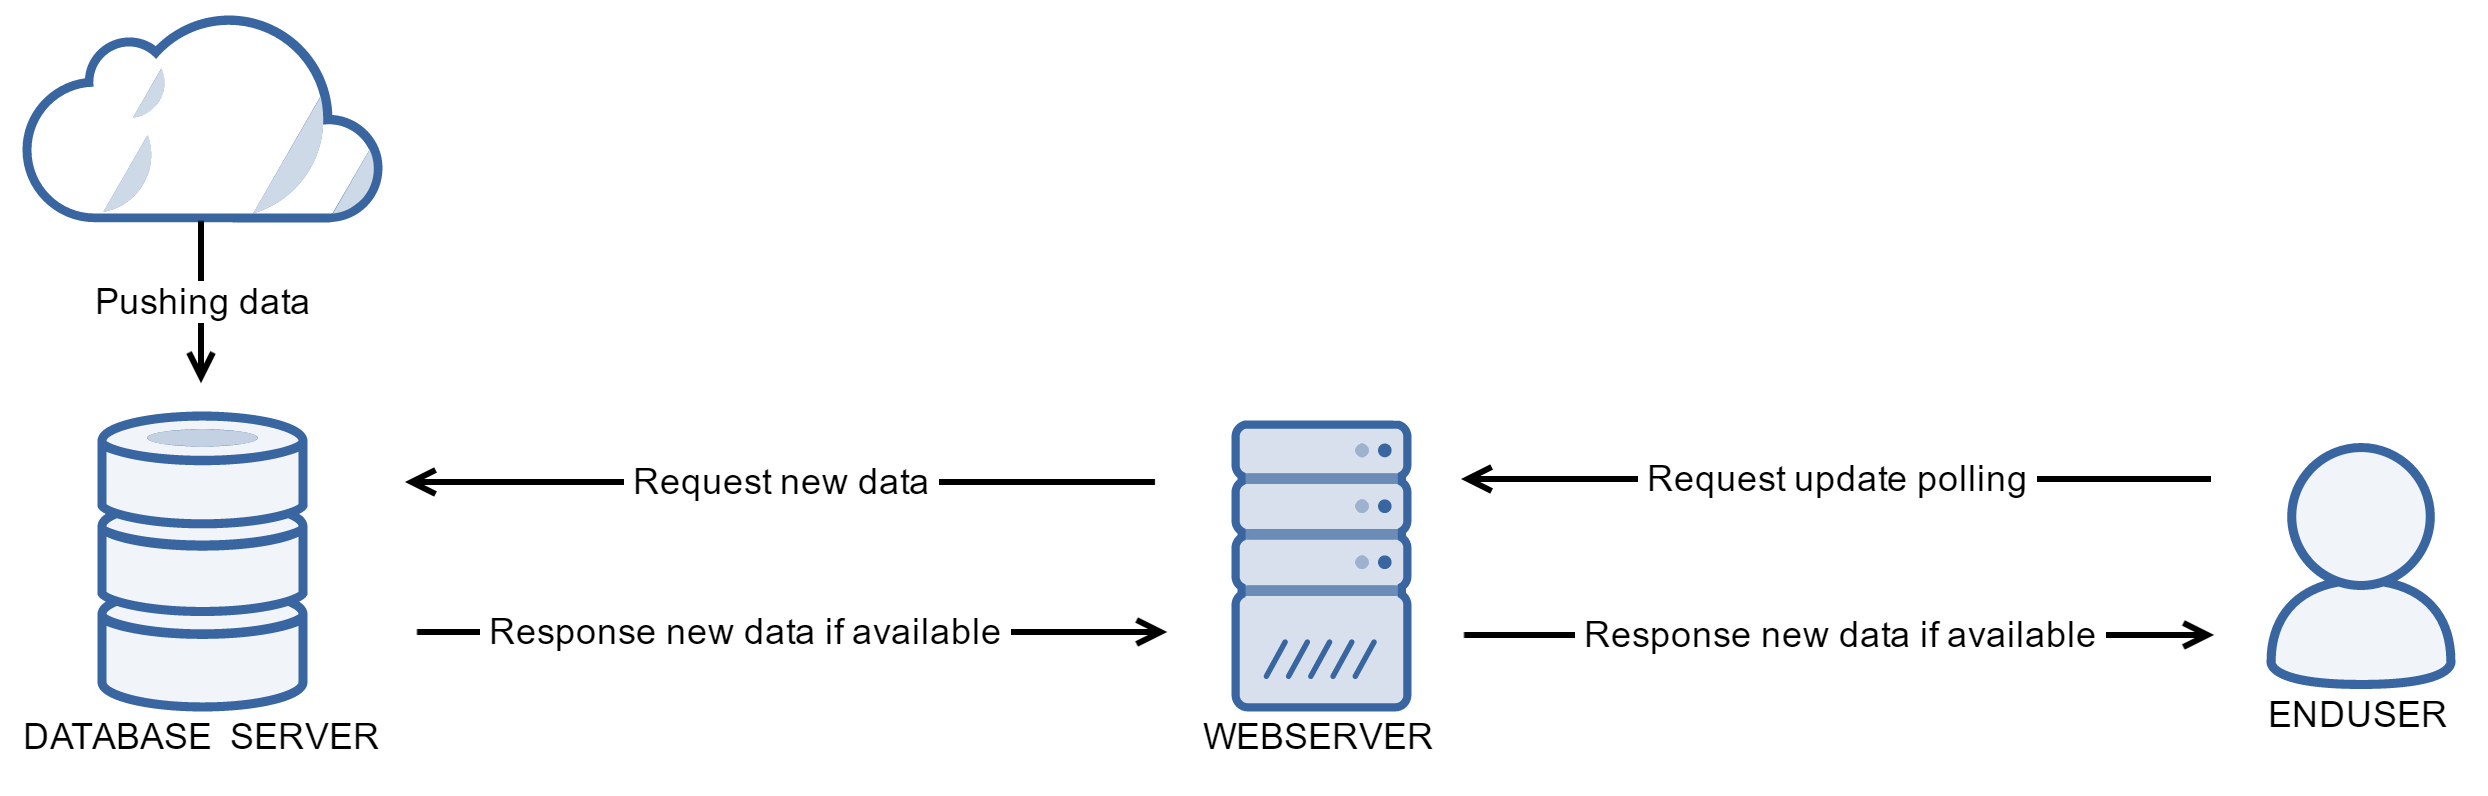 Pushing data
Request new data
Request update polling
Response new data if available
Response new data if available
DATABASE  SERVER
WEBSERVER
ENDUSER